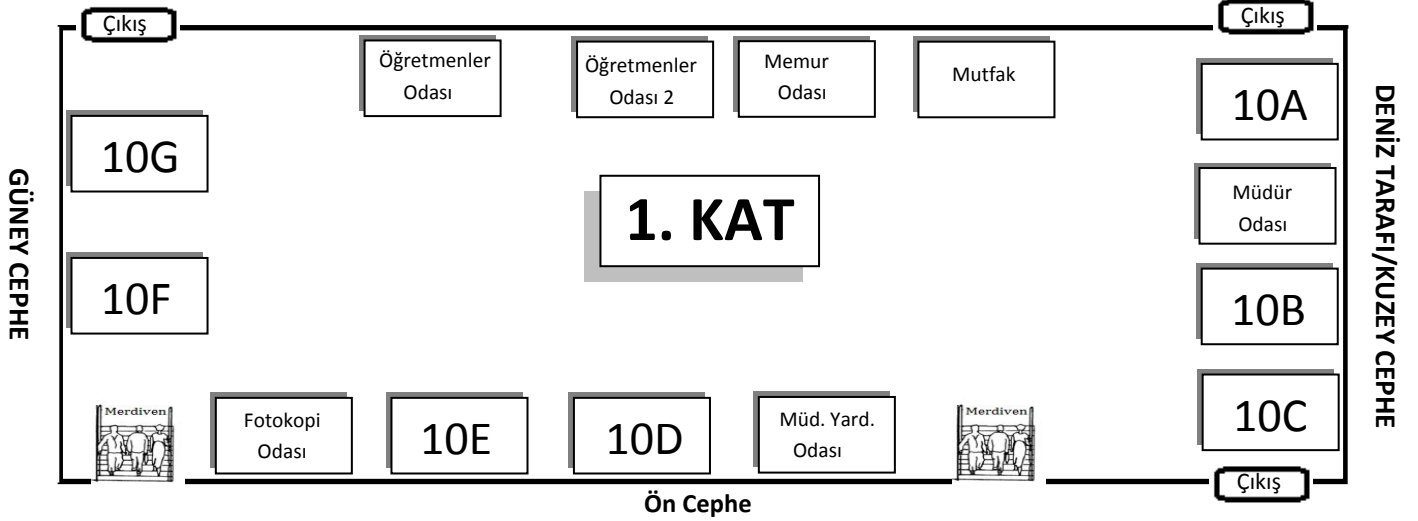 Çıkış
Çıkış
Öğretmenler
Odası
Öğretmenler
Odası 2
Memur
Odası
Mutfak
10A
10G
Müdür
Odası
1. KAT
GÜNEY CEPHE
DENİZ TARAFI/KUZEY CEPHE
10F
10B
Merdiven
Fotokopi
Odası
10E
10D
Müd. Yard.
Odası
Merdiven
10C
Çıkış
Ön Cephe